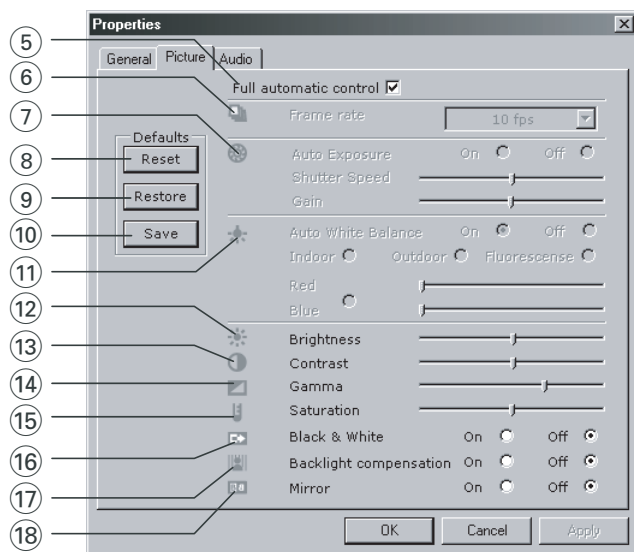 Properties
General Picture Audio
5 Full automatic control
6 Frame rate 10 fps
Defaults
7 Auto Exposure On Off
8 Reset
Shutter Speed
9 Restore
Gain
10 Save
11 Auto White Balance On Off
Indoor Outdoor Fluorescense
Red
Blue
12 Brightness
13 Contrast
14 Gamma
15 Saturation
16 Black & White On Off
17 Backlight compensation On Off
18 Mirror On Off
OK Cancel Apply